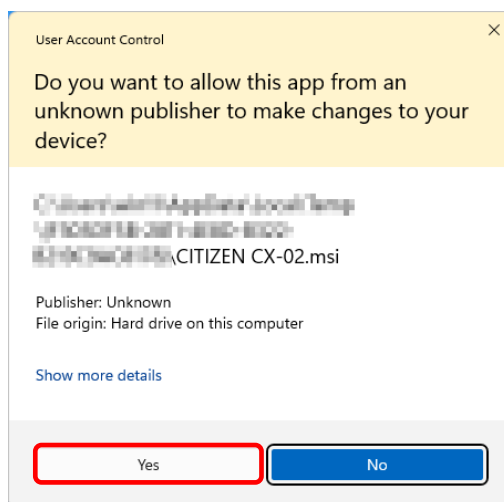 User Account Control
Do you want to allow this app from an
unknown publisher to make changes to your
device?
\CITIZEN CX-02.msi
Publisher: Unknown
File origin: Hard drive on this computer
Show more details
Yes
No